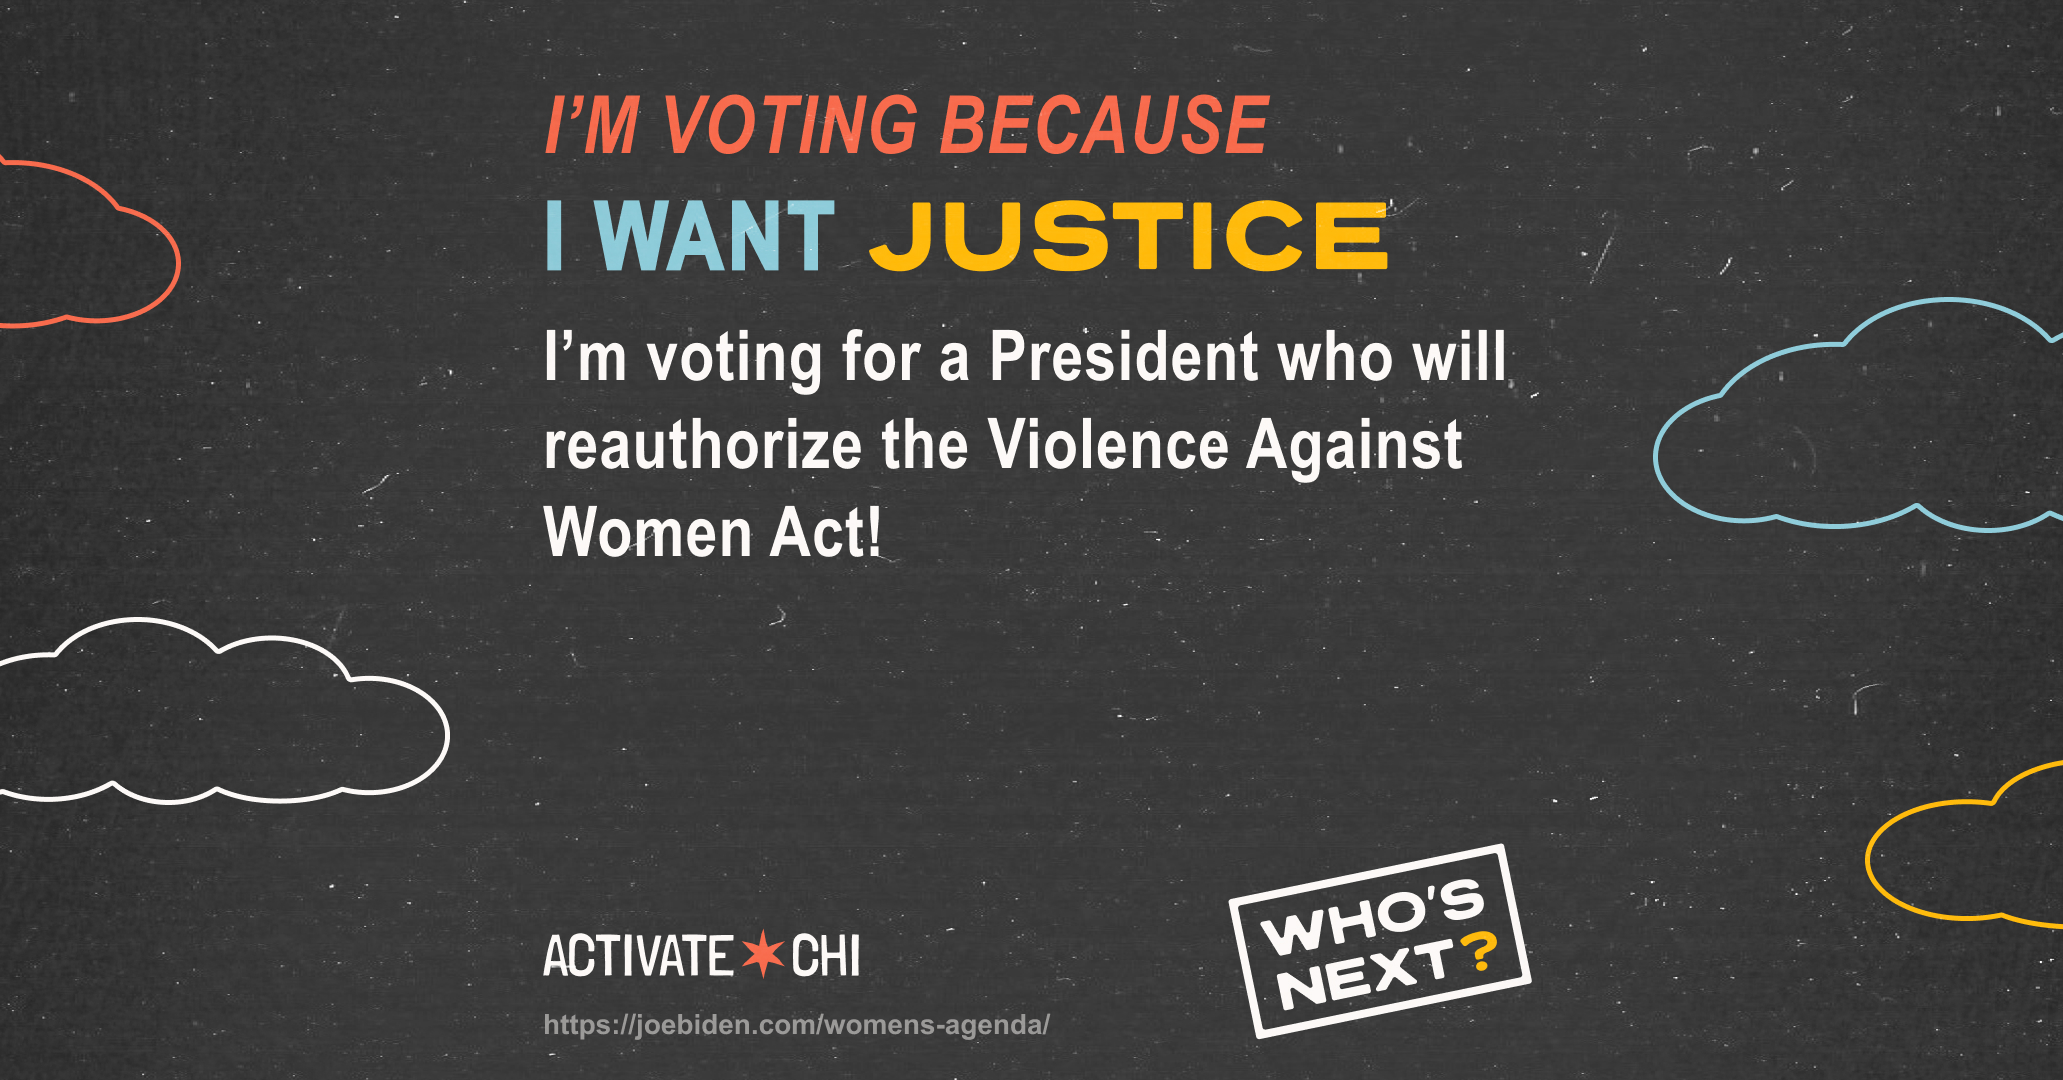 I’M VOTING BECAUSE
I WANT JUSTICE
I’m voting for a President who will
reauthorize the Violence Against
Women Act!
ACTIVATE CHI
https://joebiden.com/womens-agenda/
WHO'S
NEXT?